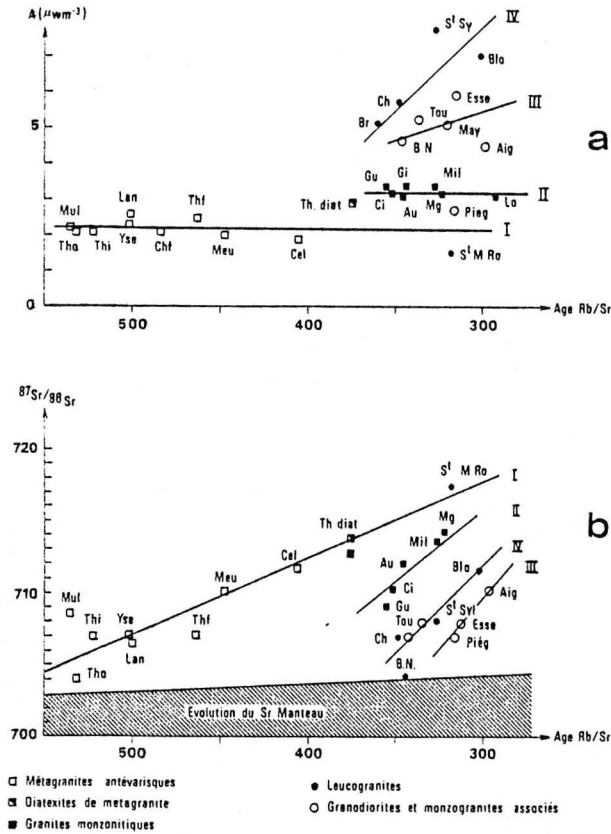 A (μwm⁻³)
Sᵗ Sy
IV
Blo
Ch
Esse
Tou
III
5
Br
May
B N
Aig
a
Gu
Gi
Mil
Lan
Thf
Th. diat
II
Mul
Ci
Au
Mg
Lo
Pieg
I
Tho
Thi
Yse
Chf
Meu
Cel
Sᵗ M Ro
0
500
400
300
Age Rb/Sr
⁸⁷Sr/⁸⁶Sr
720
Sᵗ M Ro
I
Th diat
Mg
II
b
Cel
Mil
Au
Meu
Blo
IV
III
710
Mul
Ci
Aig
Thi
Yse
Thf
Gu
Tou
Sᵗ Syl
Esse
Lan
Ch
Piég
Tho
B.N.
Evolution du Sr Manteau
700
500
400
300
Age Rb/Sr
Métagranites antévarisques
Leucogranites
Diatexites de metagranite
Granodiorites et monzogranites associés
Granites monzonitiques